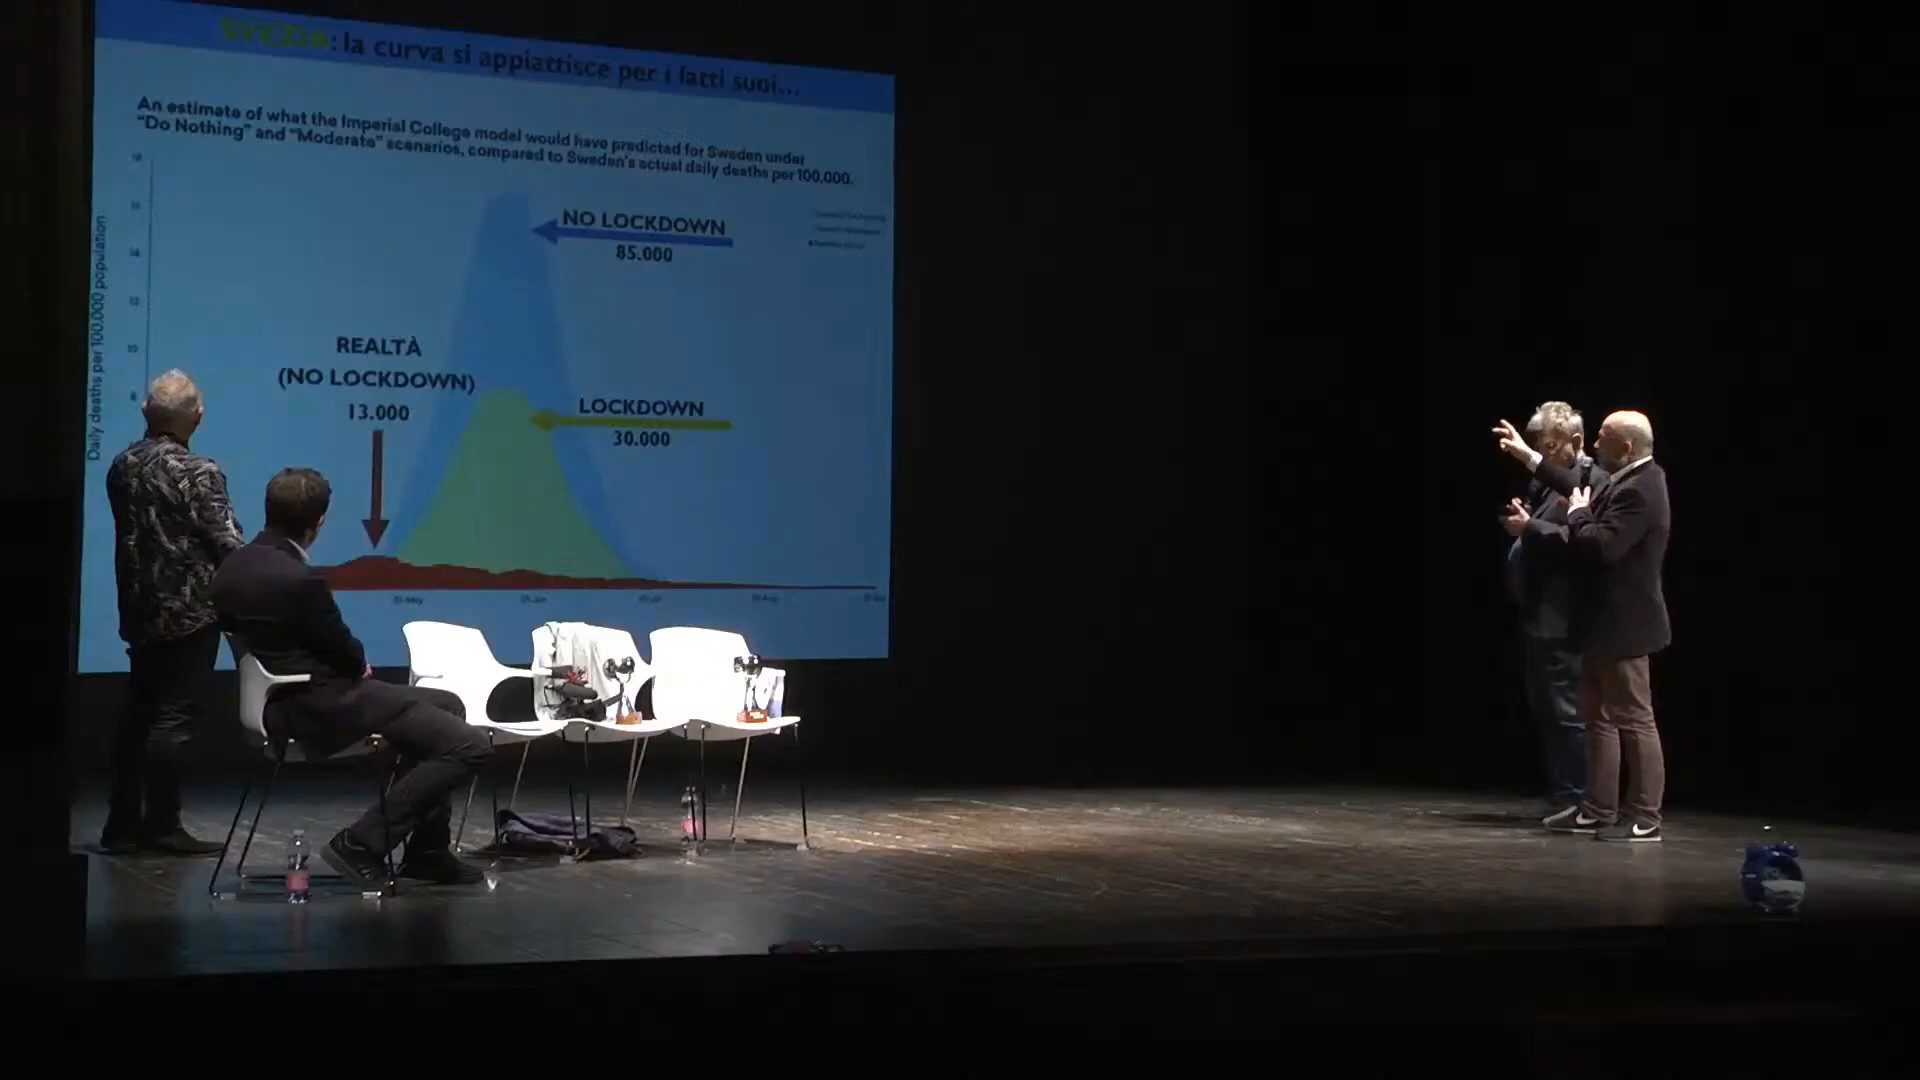 SVEZIA: la curva si appiattisce per i fatti suoi...
An estimate of what the Imperial College model would have predicted for Sweden under
"Do Nothing" and "Moderate" scenarios, compared to Sweden's actual daily deaths per 100,000.
Daily deaths per 100,000 population
NO LOCKDOWN
85.000
REALTÀ
(NO LOCKDOWN)
13.000
LOCKDOWN
30.000